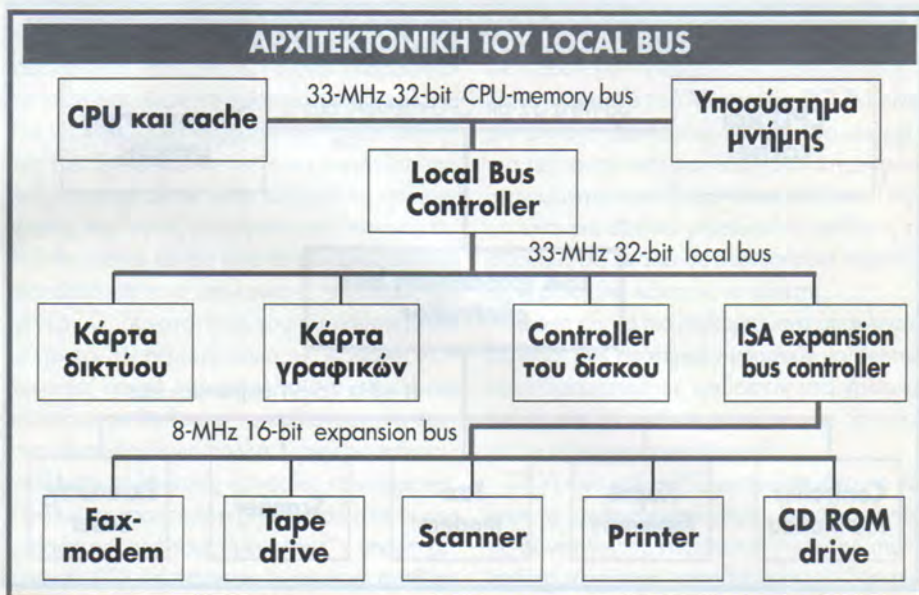 ΑΡΧΙΤΕΚΤΟΝΙΚΗ ΤΟΥ LOCAL BUS
33-MHz 32-bit CPU-memory bus
CPU και cache
Υποσύστημα
μνήμης
Local Bus
Controller
33-MHz 32-bit local bus
Κάρτα
δικτύου
Κάρτα
γραφικών
Controller
του δίσκου
ISA expansion
bus controller
8-MHz 16-bit expansion bus
Fax-
modem
Tape
drive
Scanner
Printer
CD ROM
drive